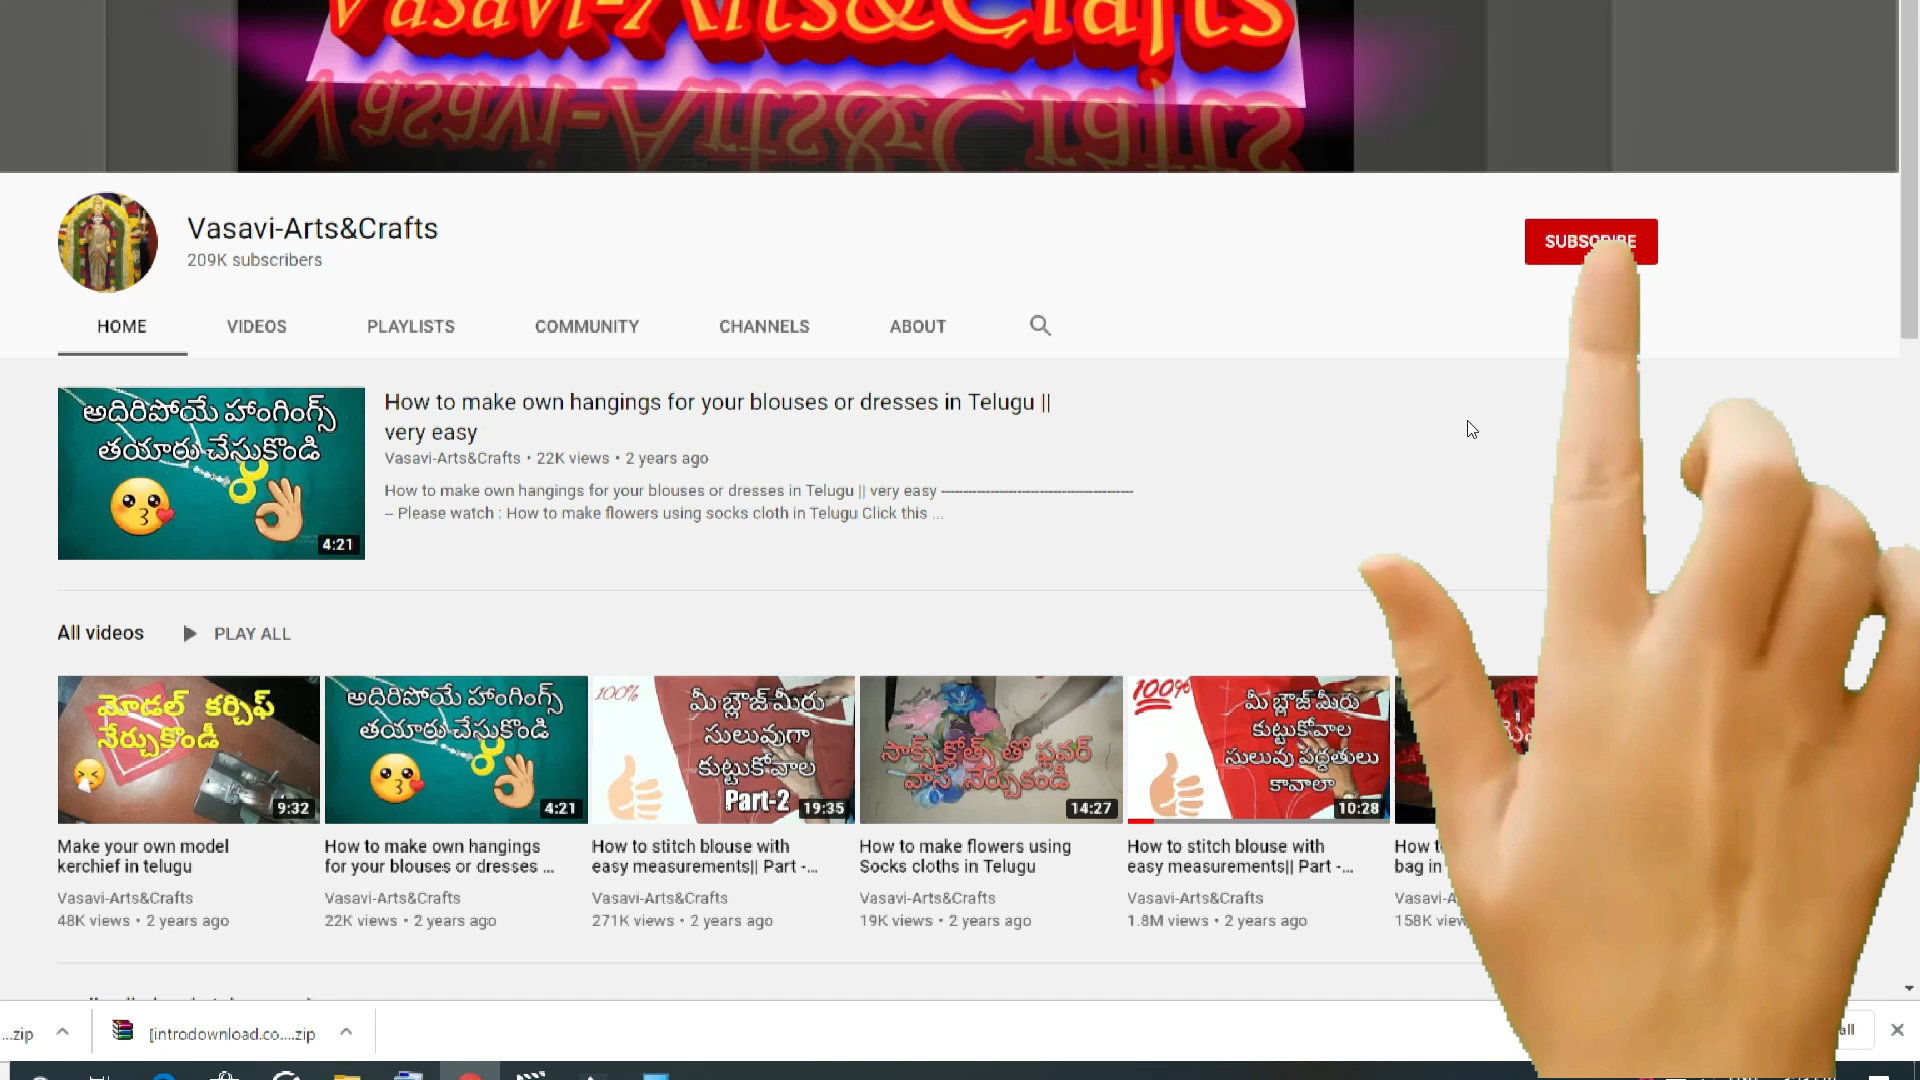 Vasavi-Arts&Crafts
Vasavi-Arts&Crafts
Vasavi-Arts&Crafts
209K subscribers
SUBSCRIBE
HOME VIDEOS PLAYLISTS COMMUNITY CHANNELS ABOUT
అదిరిపోయే హాంగింగ్స్
తయారు చేసుకొండి
4:21
How to make own hangings for your blouses or dresses in Telugu ||
very easy
Vasavi-Arts&Crafts • 22K views • 2 years ago
How to make own hangings for your blouses or dresses in Telugu || very easy ----------------------------------------
-- Please watch : How to make flowers using socks cloth in Telugu Click this ...
All videos PLAY ALL
మోడల్ కర్చిఫ్
నేర్చుకొండి
9:32
Make your own model
kerchief in telugu
Vasavi-Arts&Crafts
48K views • 2 years ago
అదిరిపోయే హాంగింగ్స్
తయారు చేసుకొండి
4:21
How to make own hangings
for your blouses or dresses ...
Vasavi-Arts&Crafts
22K views • 2 years ago
100%
మీ బ్లౌజ్ మీరు
సులువుగా
కుట్టుకోవాల
Part-2
19:35
How to stitch blouse with
easy measurements|| Part -...
Vasavi-Arts&Crafts
271K views • 2 years ago
సాక్స్ క్లోత్స్ తో ఫ్లవర్
వాస్ నేర్చుకండి
14:27
How to make flowers using
Socks cloths in Telugu
Vasavi-Arts&Crafts
19K views • 2 years ago
100%
మీ బ్లౌజ్ మీరు
కుట్టుకోవాల
సులువు పద్ధతులు
కావాలా
10:28
How to stitch blouse with
easy measurements|| Part -...
Vasavi-Arts&Crafts
1.8M views • 2 years ago
bag in
158K
...zip
[introdownload.co....zip